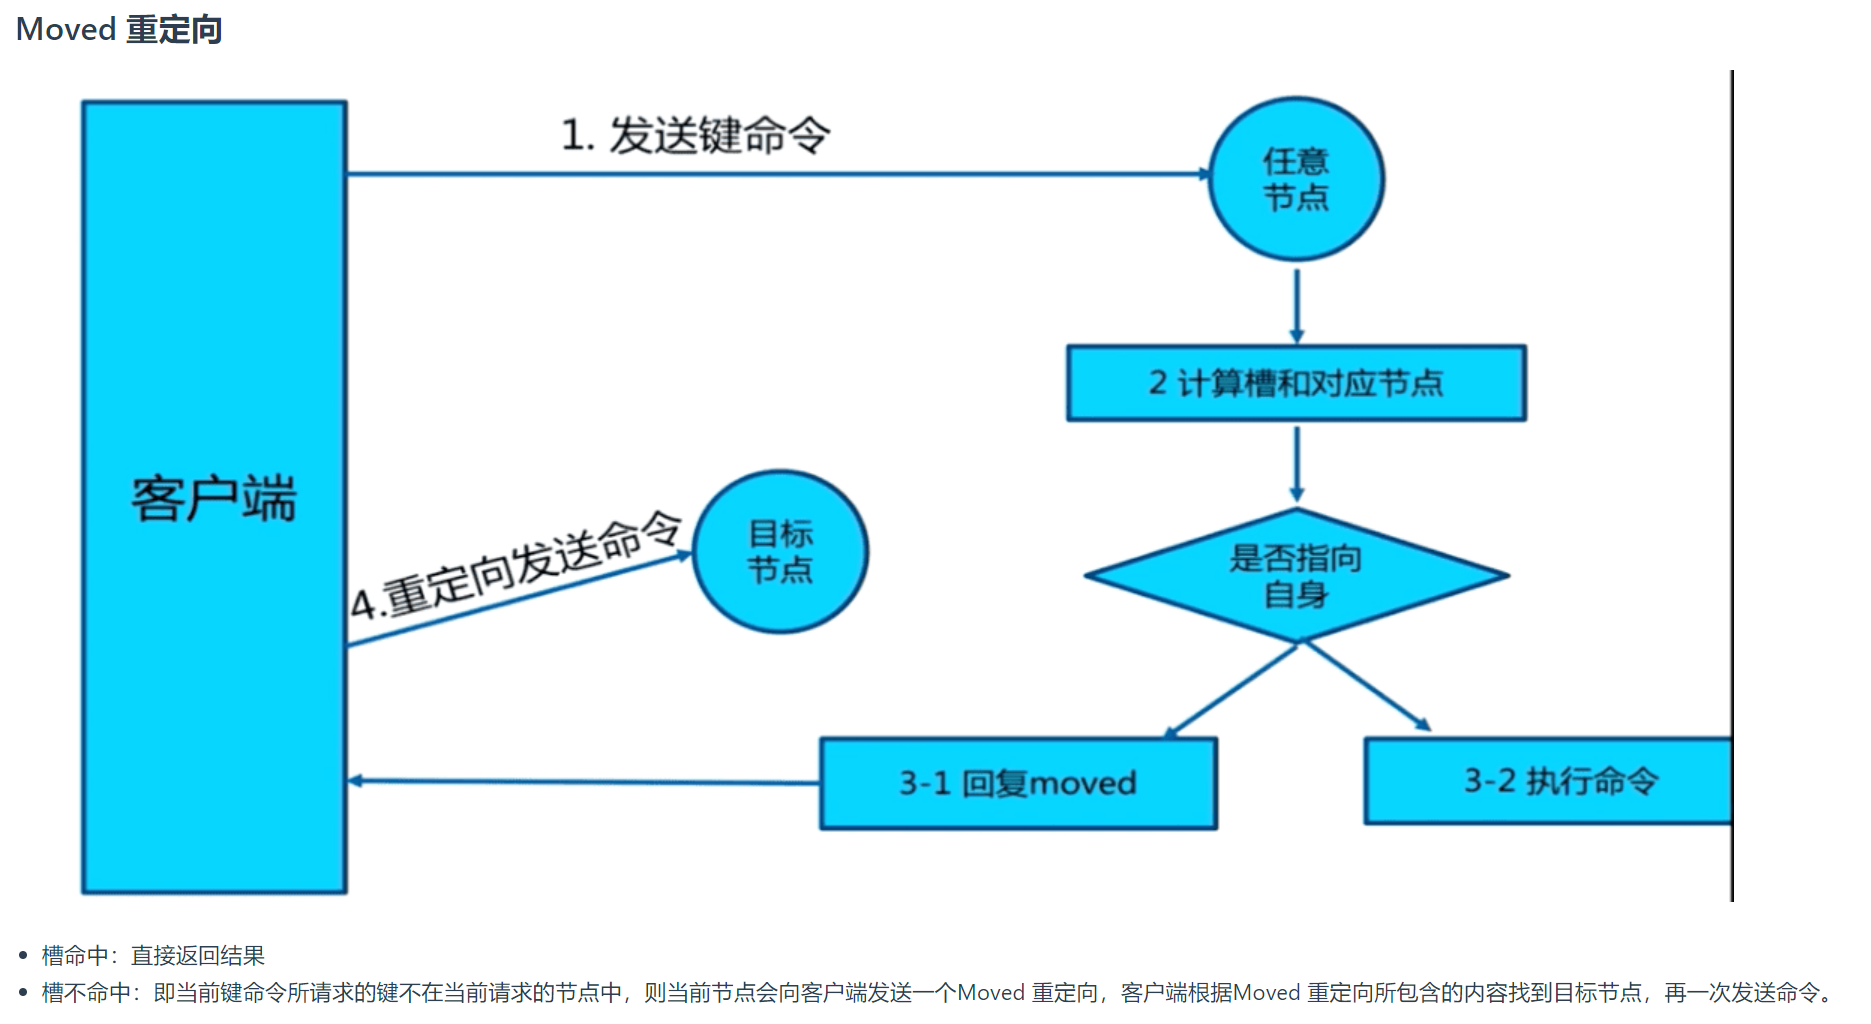 Moved 重定向
1. 发送键命令
任意
节点
2 计算槽和对应节点
客户端
4.重定向发送命令
目标
节点
是否指向
自身
3-1 回复moved
3-2 执行命令
槽命中：直接返回结果
槽不命中：即当前键命令所请求的键不在当前请求的节点中，则当前节点会向客户端发送一个Moved 重定向，客户端根据Moved 重定向所包含的内容找到目标节点，再一次发送命令。